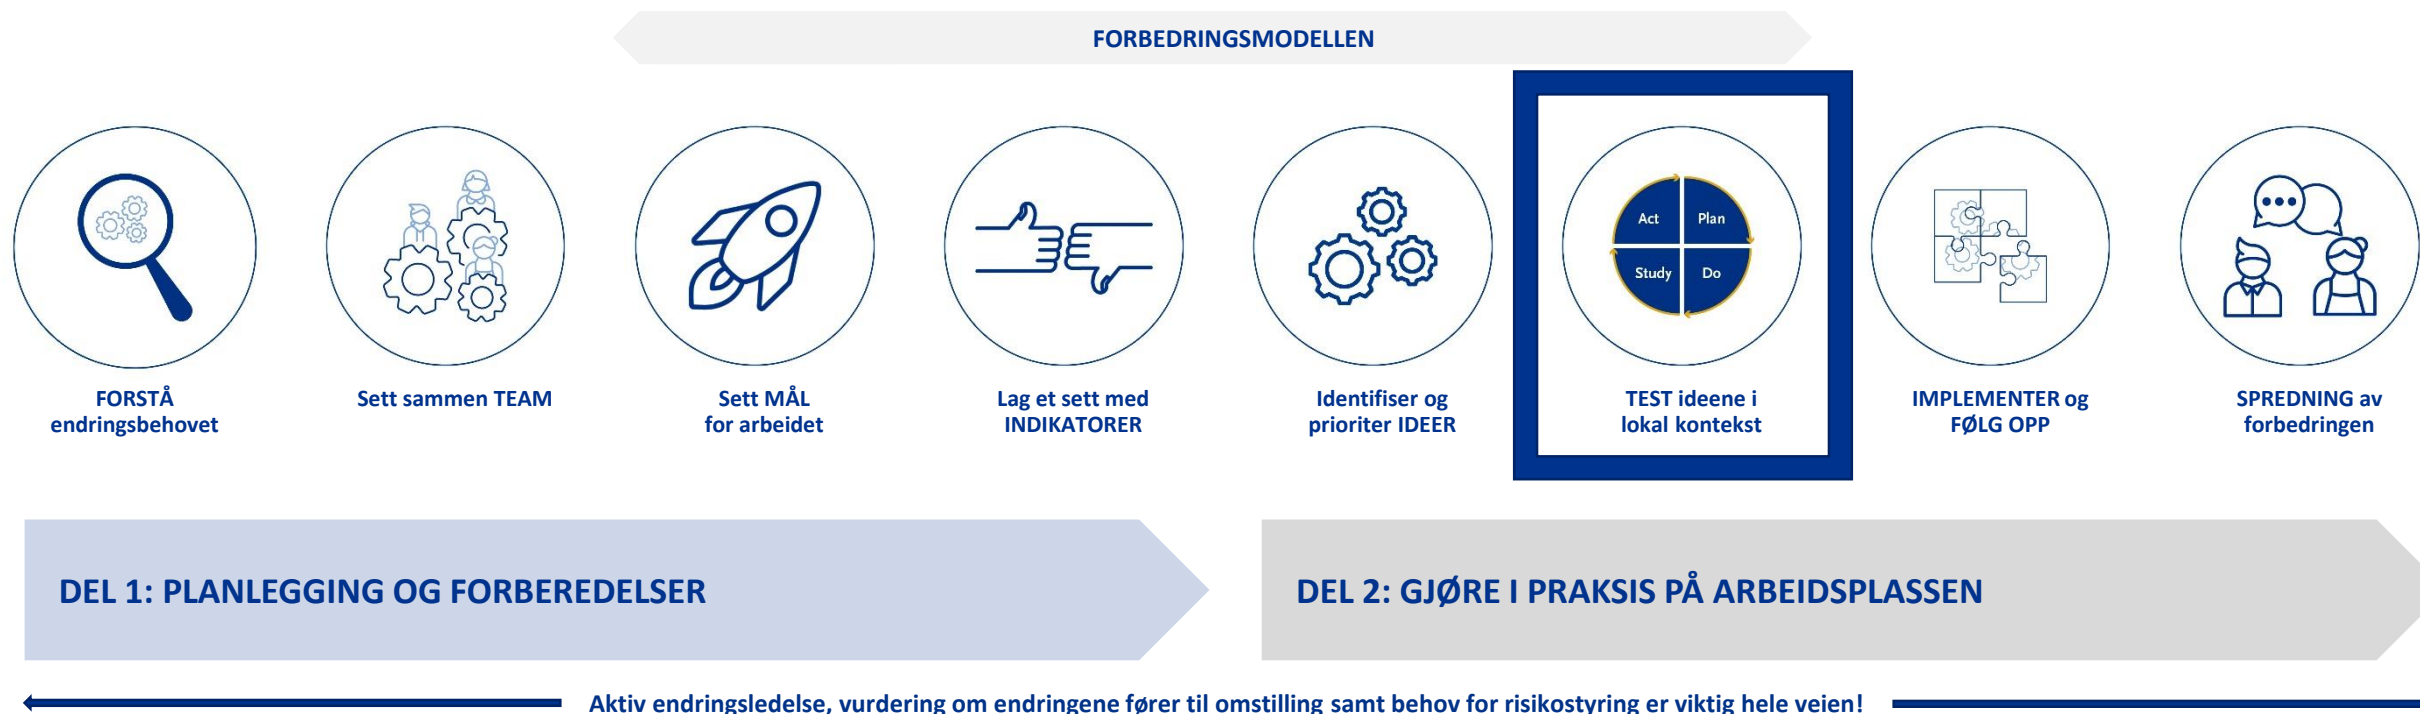 FORBEDRINGSMODELLEN
Act
Plan
Study
Do
FORSTÅ
endringsbehovet
Sett sammen TEAM
Sett MÅL
for arbeidet
Lag et sett med
INDIKATORER
Identifiser og
prioriter IDEER
TEST ideene i
lokal kontekst
IMPLEMENTER og
FØLG OPP
SPREDNING av
forbedringen
DEL 1: PLANLEGGING OG FORBEREDELSER
DEL 2: GJØRE I PRAKSIS PÅ ARBEIDSPLASSEN
Aktiv endringsledelse, vurdering om endringene fører til omstilling samt behov for risikostyring er viktig hele veien!